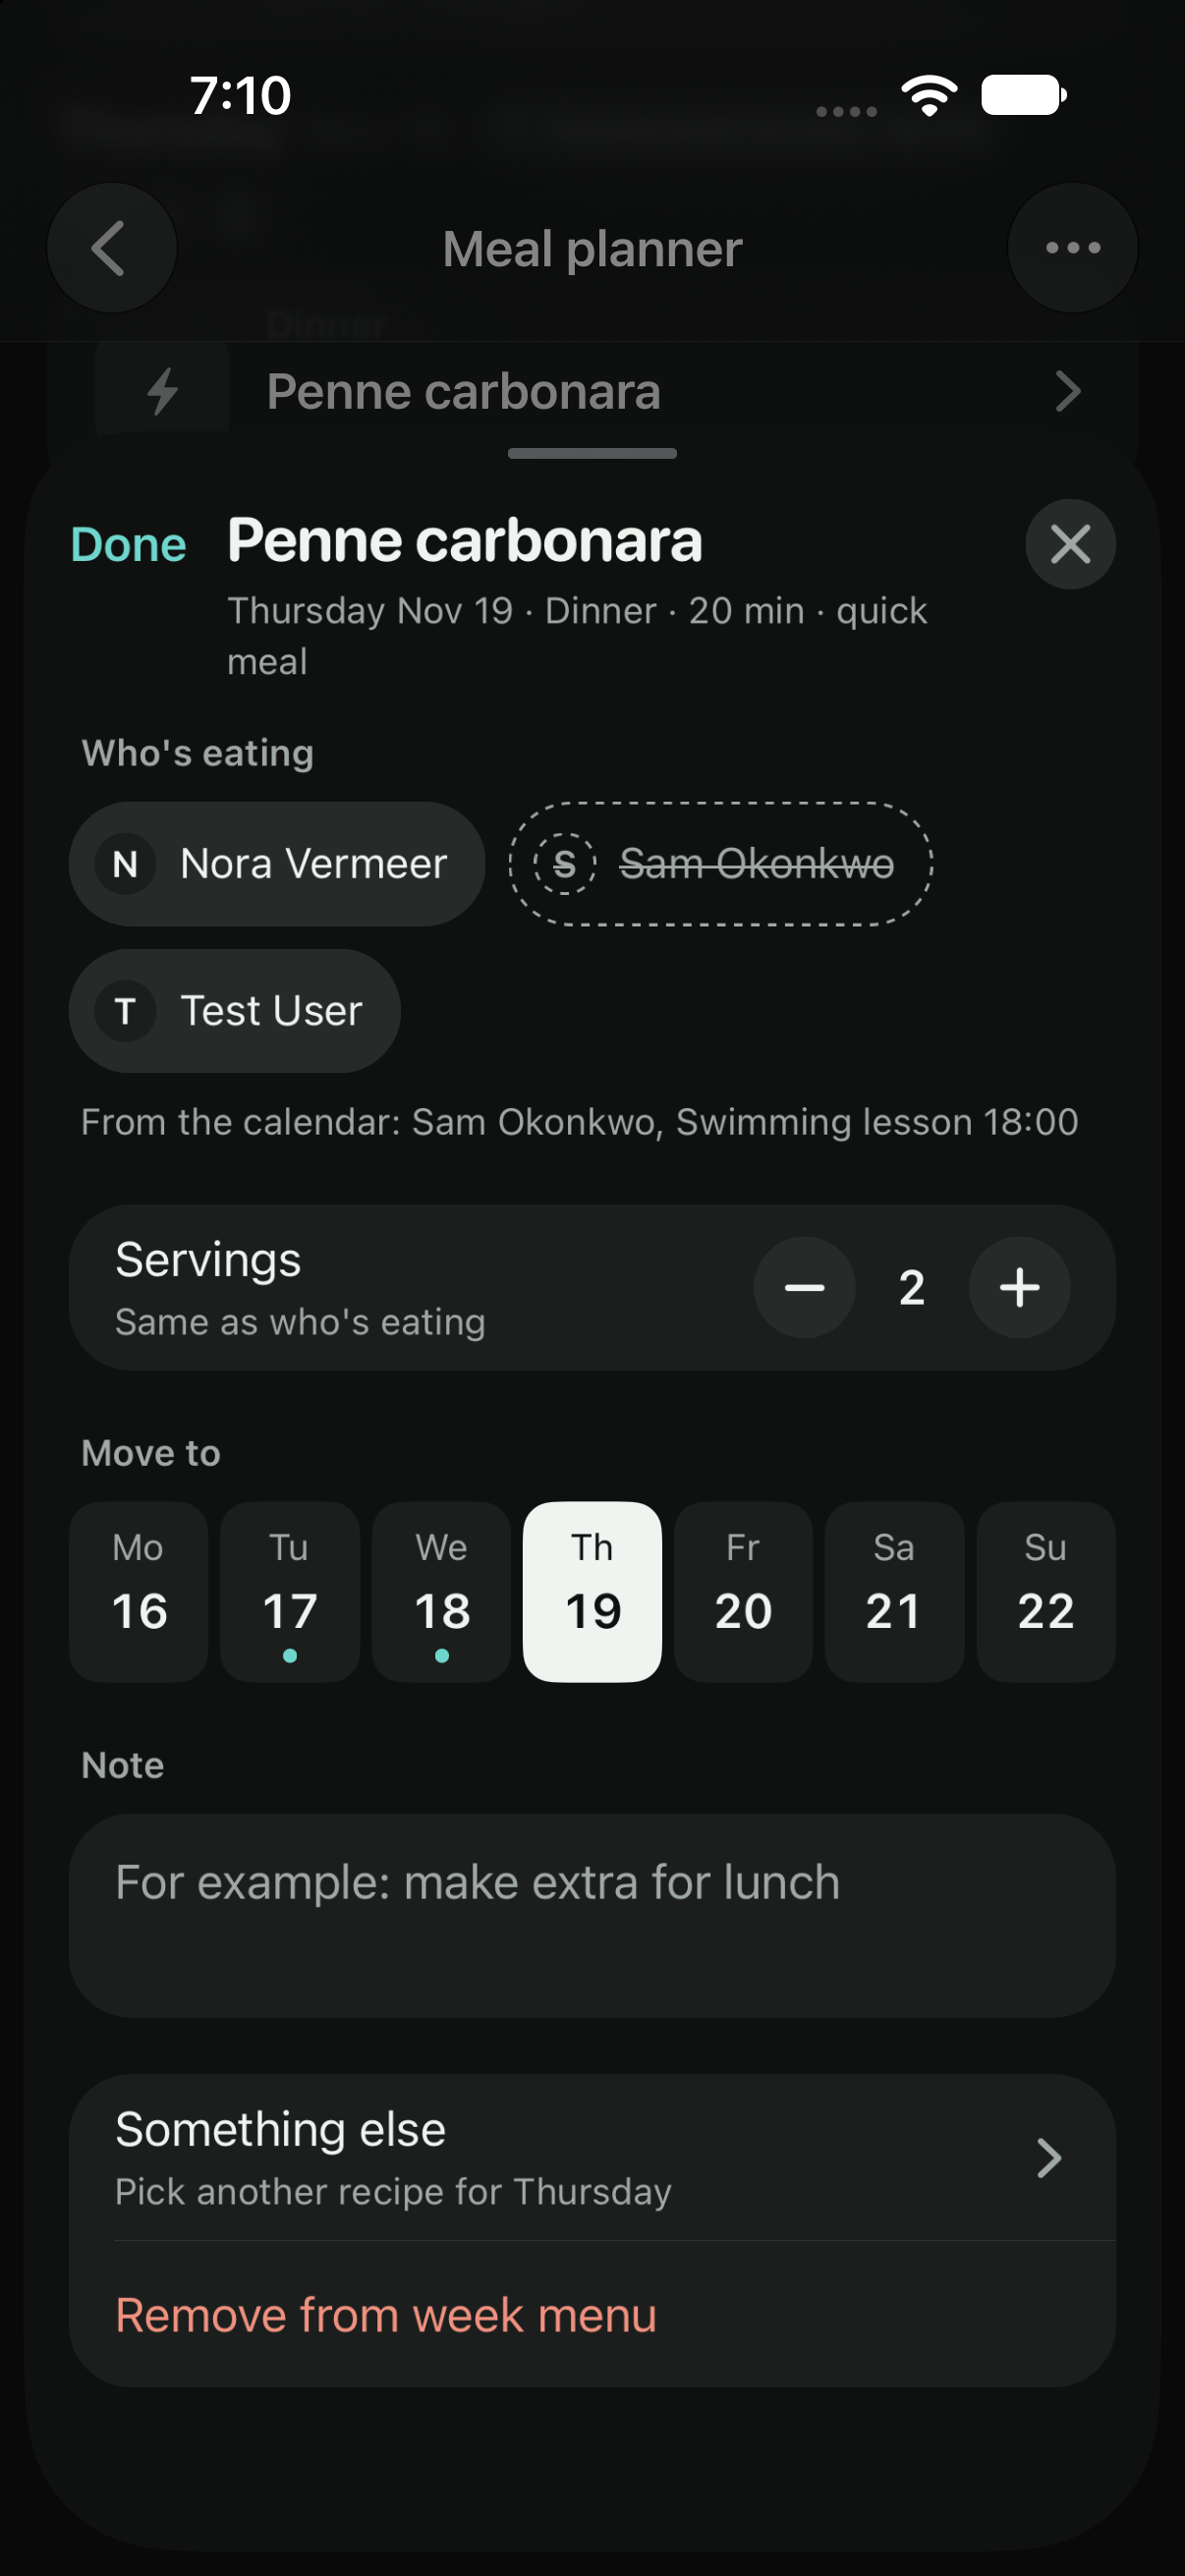 7:10
Meal planner
Dinner
Penne carbonara
Done
Penne carbonara
Thursday Nov 19 · Dinner · 20 min · quick
meal
Who's eating
N Nora Vermeer
S Sam Okonkwo
T Test User
From the calendar: Sam Okonkwo, Swimming lesson 18:00
Servings
Same as who's eating
2
Move to
Mo Tu We Th Fr Sa Su
16 17 18 19 20 21 22
Note
For example: make extra for lunch
Something else
Pick another recipe for Thursday
Remove from week menu